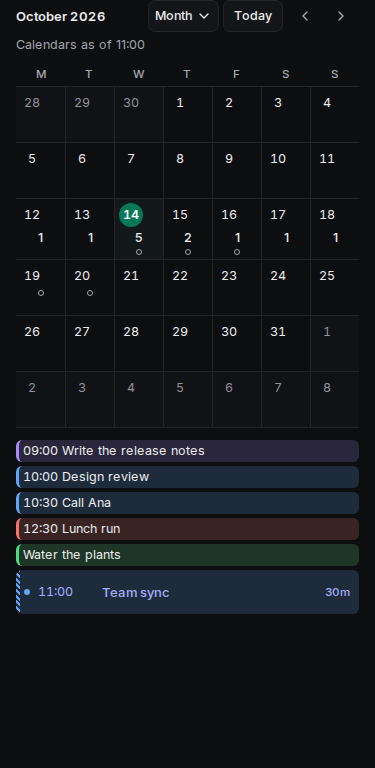 October 2026 Month Today
Calendars as of 11:00
M T W T F S S
28 29 30 1 2 3 4
5 6 7 8 9 10 11
12 13 14 15 16 17 18
1 1 5 2 1 1 1
19 20 21 22 23 24 25
26 27 28 29 30 31 1
2 3 4 5 6 7 8
09:00 Write the release notes
10:00 Design review
10:30 Call Ana
12:30 Lunch run
Water the plants
11:00 Team sync 30m